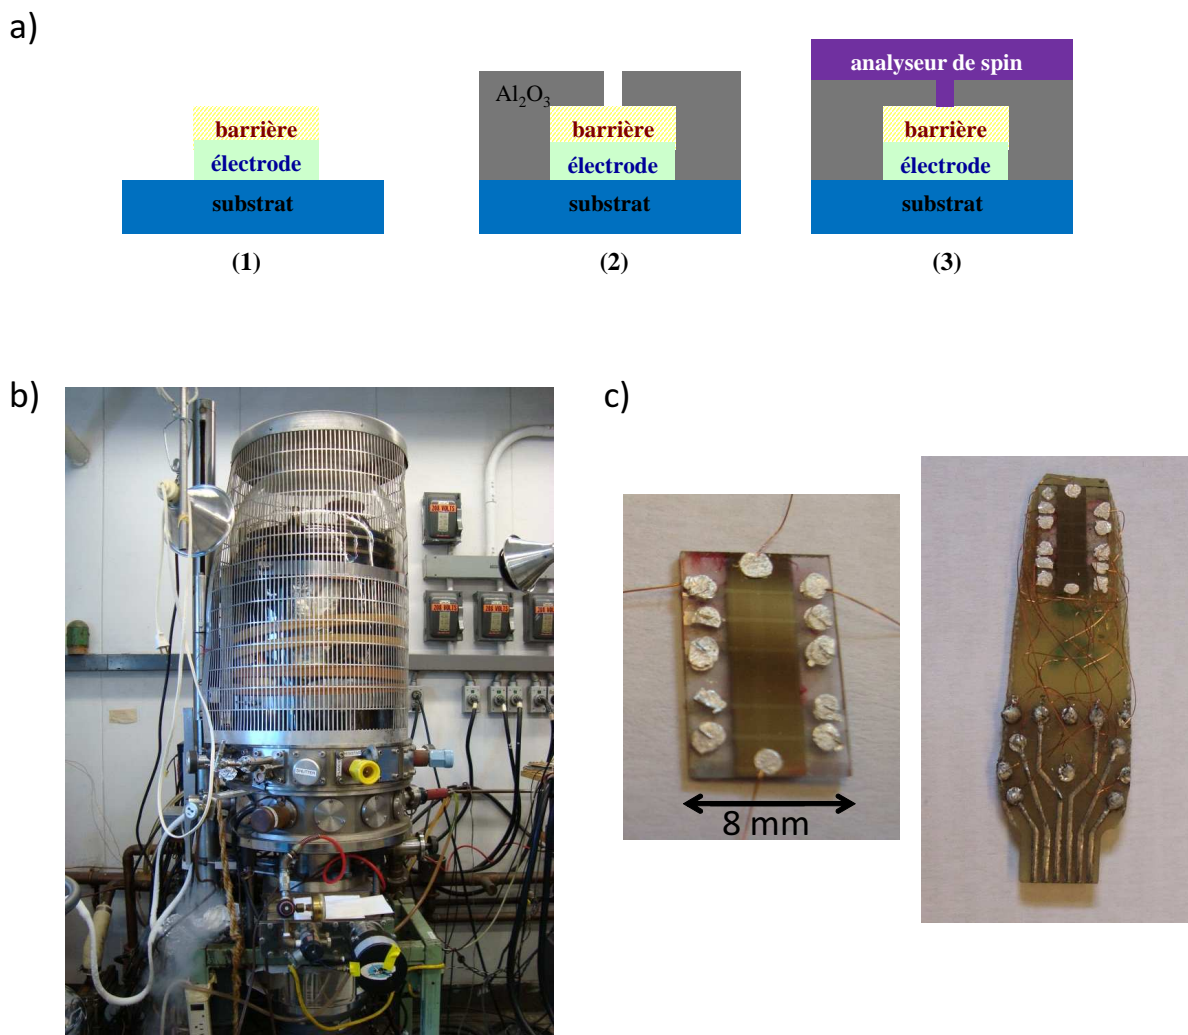 a)
analyseur de spin
Al₂O₃
barrière
barrière
barrière
électrode
électrode
électrode
substrat
substrat
substrat
(1)
(2)
(3)
b)
c)
8 mm